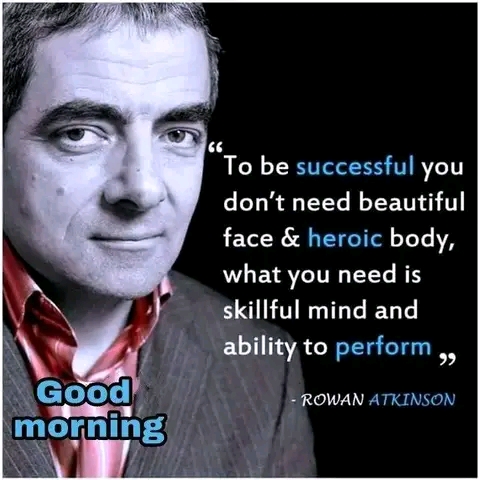 “To be successful you
don’t need beautiful
face & heroic body,
what you need is
skillful mind and
ability to perform „
- ROWAN ATKINSON
Good
morning